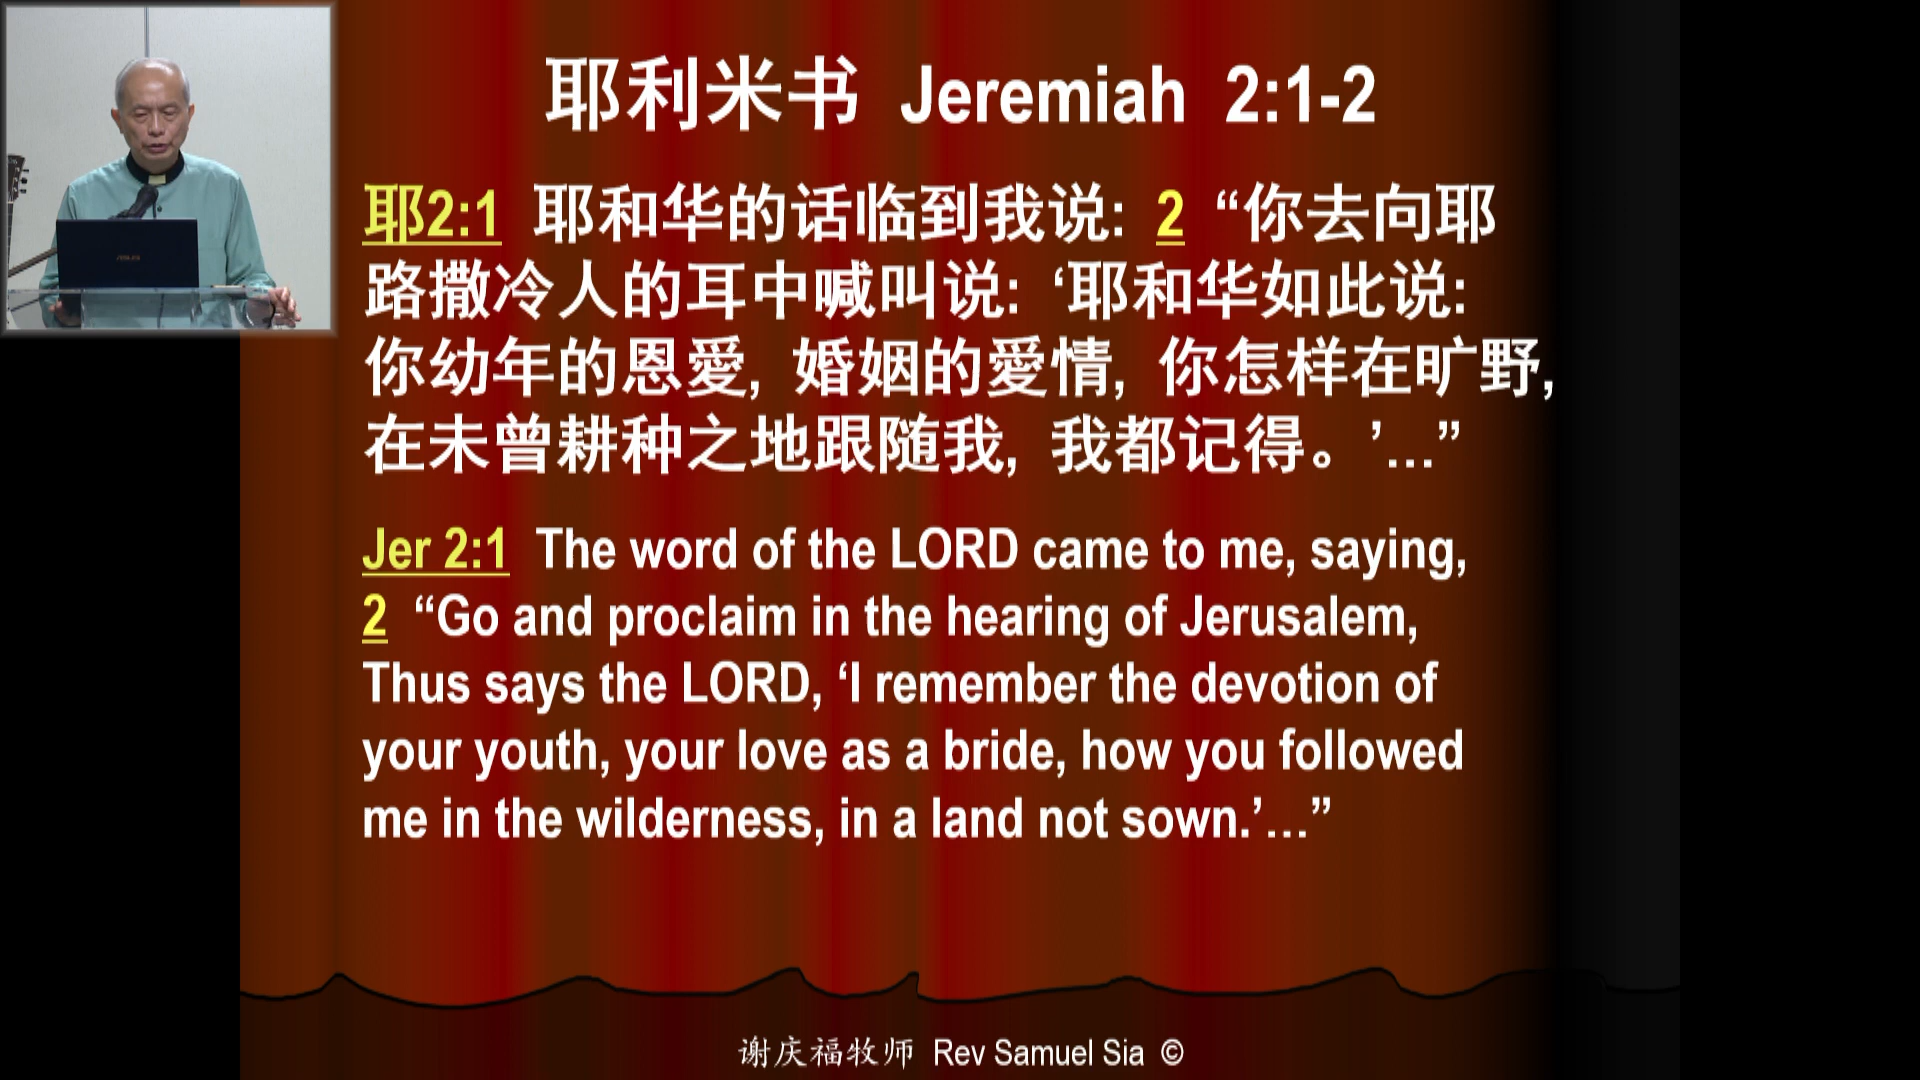 耶利米书 Jeremiah 2:1-2
耶2:1 耶和华的话临到我说: 2 “你去向耶
路撒冷人的耳中喊叫说: ‘耶和华如此说:
你幼年的恩愛, 婚姻的愛情, 你怎样在旷野,
在未曾耕种之地跟随我, 我都记得。’...”
Jer 2:1 The word of the LORD came to me, saying,
2 “Go and proclaim in the hearing of Jerusalem,
Thus says the LORD, ‘I remember the devotion of
your youth, your love as a bride, how you followed
me in the wilderness, in a land not sown.’...”
谢庆福牧师 Rev Samuel Sia ©